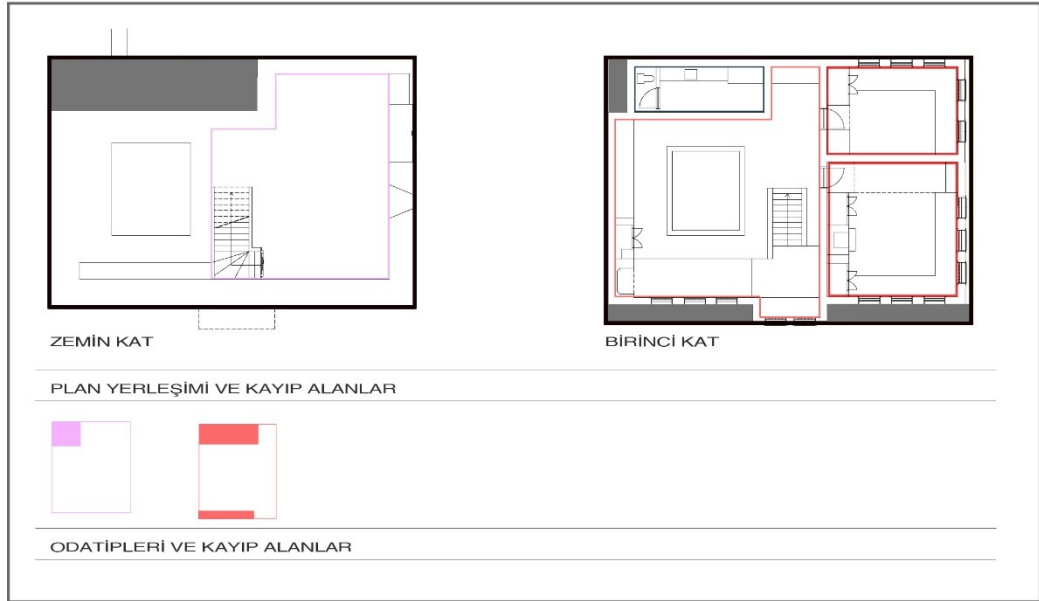 ZEMİN KAT
BİRİNCİ KAT
PLAN YERLEŞİMİ VE KAYIP ALANLAR
ODATİPLERİ VE KAYIP ALANLAR